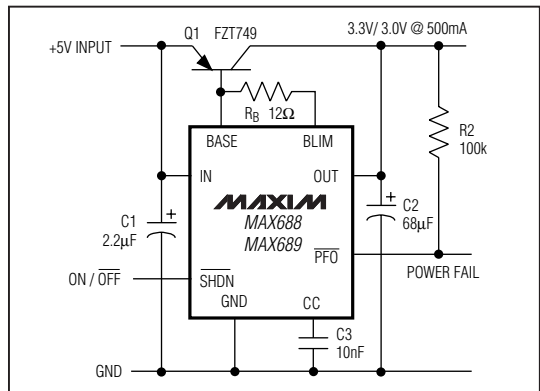 Q1 FZT749
3.3V/ 3.0V @ 500mA
+5V INPUT
R_B 12Ω
R2
100k
BASE
BLIM
IN
OUT
MAXIM
MAX688
MAX689
C1
2.2µF
+
C2
68µF
+
PFO
POWER FAIL
ON / OFF
SHDN
GND
CC
C3
10nF
GND